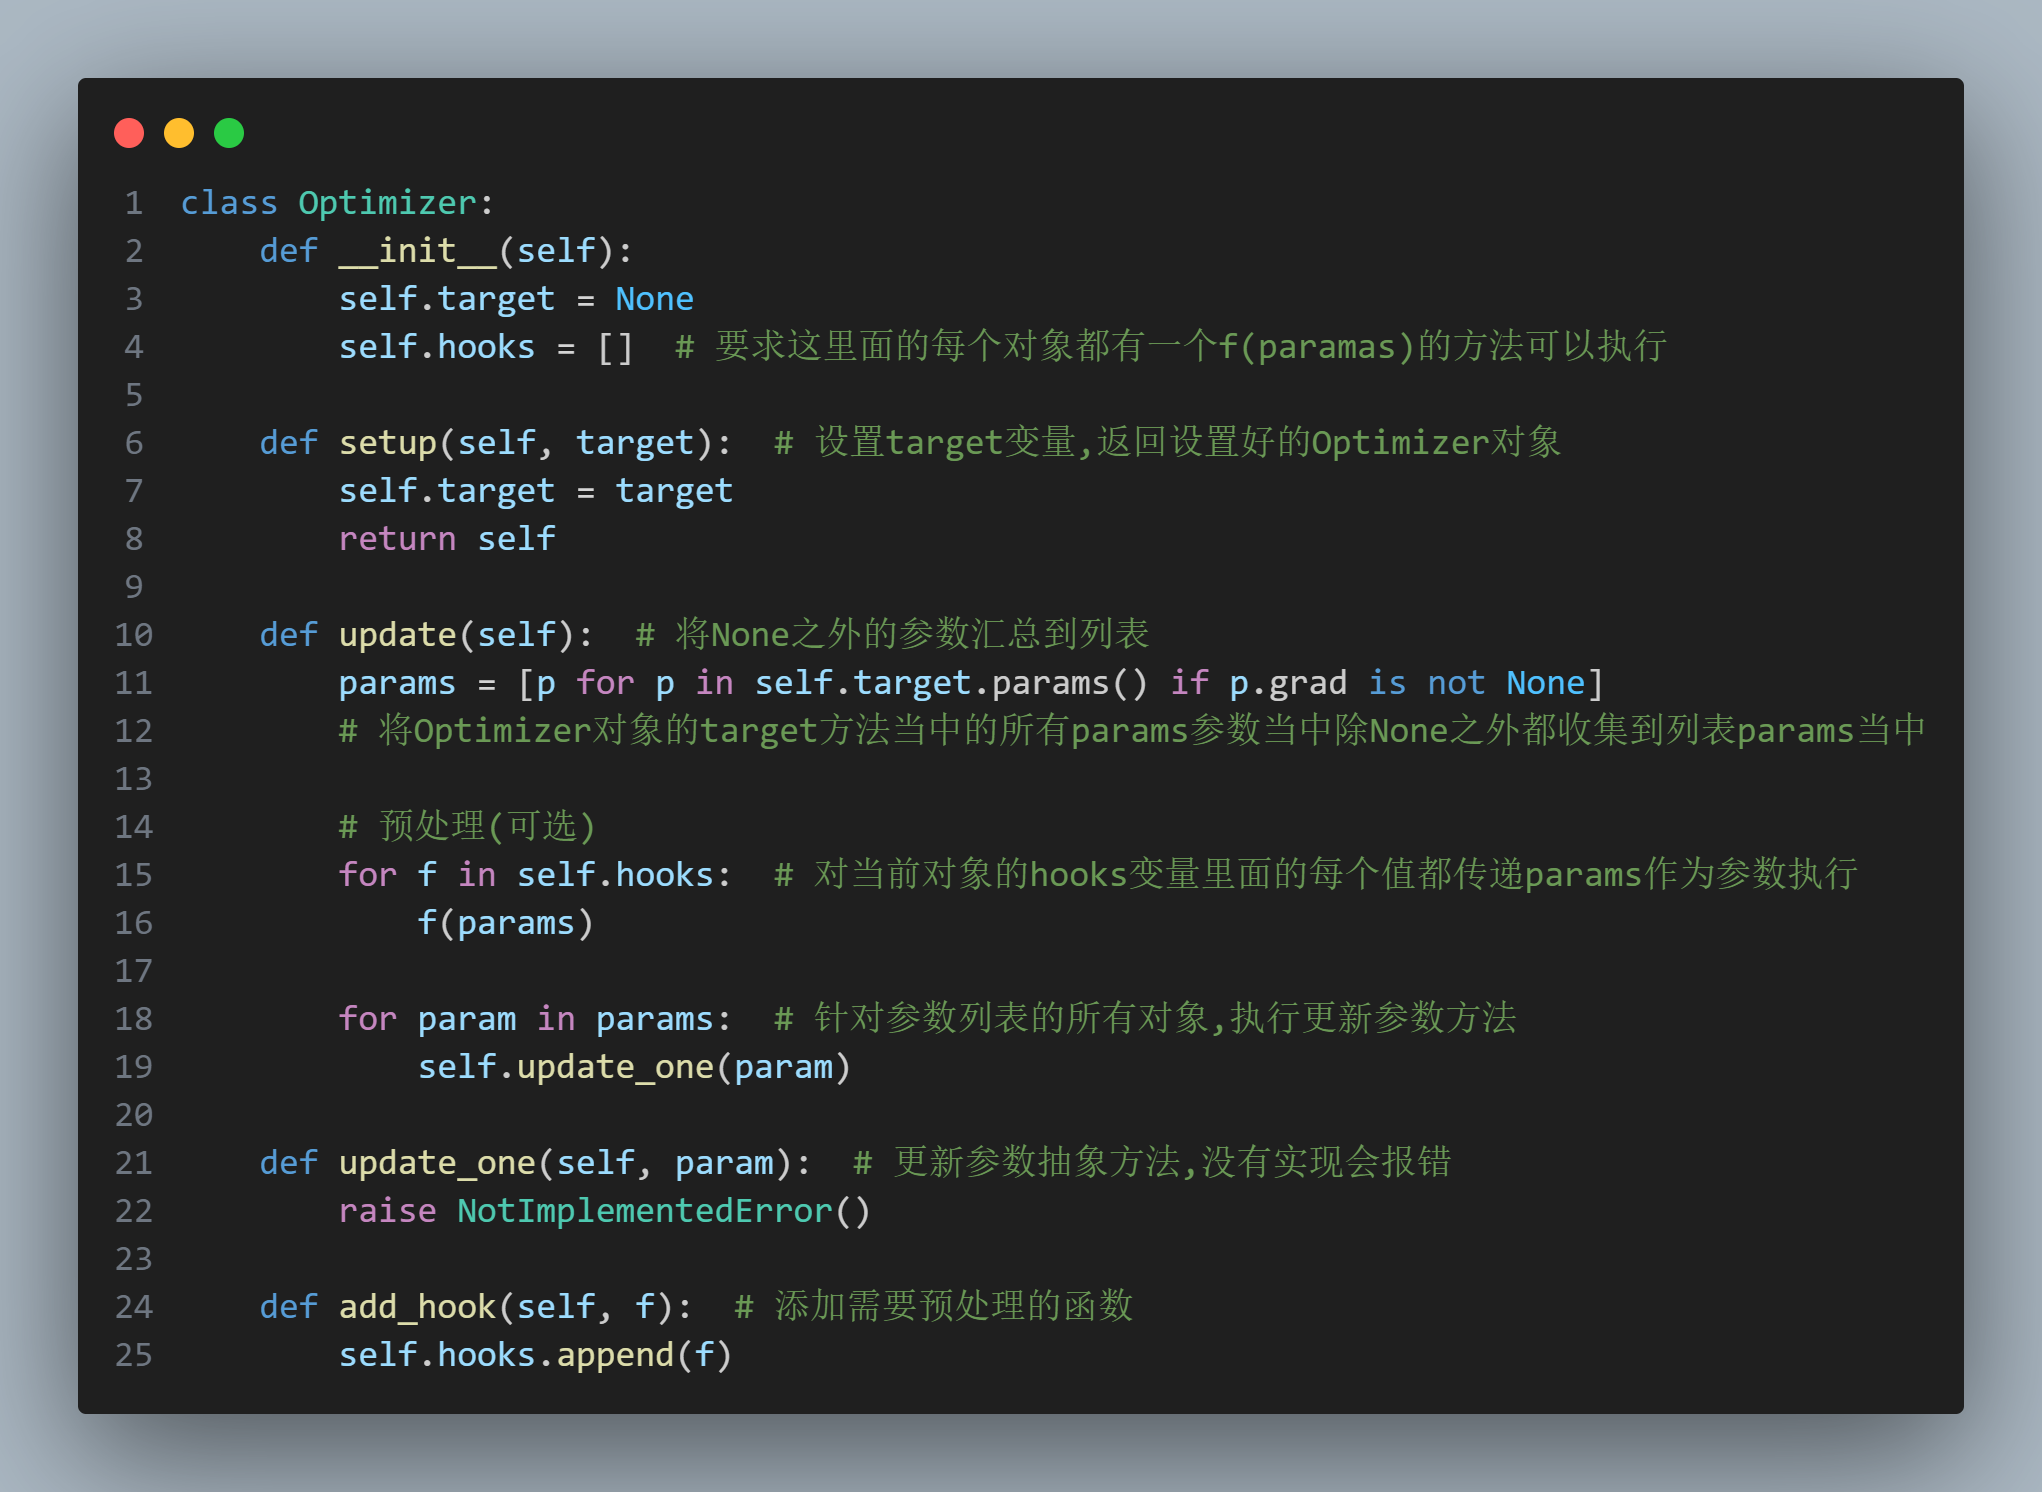 1 class Optimizer:
2     def __init__(self):
3         self.target = None
4         self.hooks = []  # 要求这里面的每个对象都有一个f(paramas)的方法可以执行
5
6     def setup(self, target):  # 设置target变量,返回设置好的Optimizer对象
7         self.target = target
8         return self
9
10     def update(self):  # 将None之外的参数汇总到列表
11         params = [p for p in self.target.params() if p.grad is not None]
12         # 将Optimizer对象的target方法当中的所有params参数当中除None之外都收集到列表params当中
13
14         # 预处理(可选)
15         for f in self.hooks:  # 对当前对象的hooks变量里面的每个值都传递params作为参数执行
16             f(params)
17
18         for param in params:  # 针对参数列表的所有对象,执行更新参数方法
19             self.update_one(param)
20
21     def update_one(self, param):  # 更新参数抽象方法,没有实现会报错
22         raise NotImplementedError()
23
24     def add_hook(self, f):  # 添加需要预处理的函数
25         self.hooks.append(f)